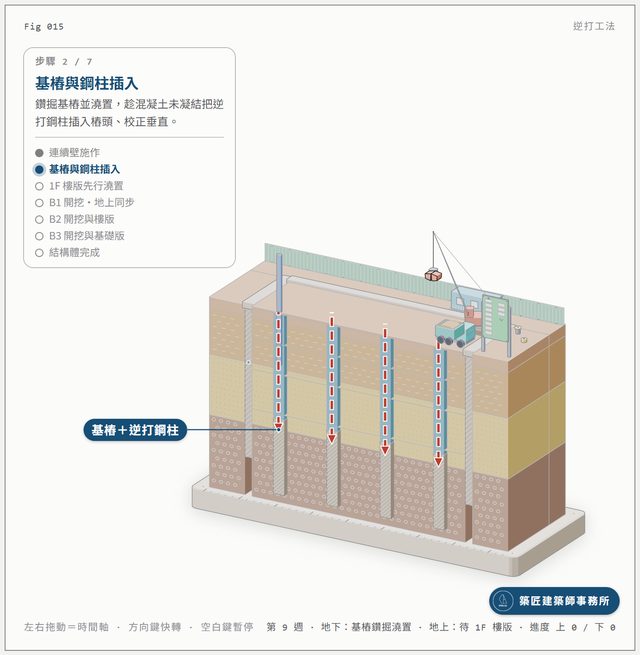 Fig 015
逆打工法
步驟 2 / 7
基樁與鋼柱插入
鑽掘基樁並澆置，趁混凝土未凝結把逆
打鋼柱插入樁頭、校正垂直。
連續壁施作
基樁與鋼柱插入
1F 樓版先行澆置
B1 開挖・地上同步
B2 開挖與樓版
B3 開挖與基礎版
結構體完成
基樁＋逆打鋼柱
築匠建築師事務所
左右拖動＝時間軸 · 方向鍵快轉 · 空白鍵暫停
第 9 週 · 地下：基樁鑽掘澆置 · 地上：待 1F 樓版 · 進度 上 0 / 下 0